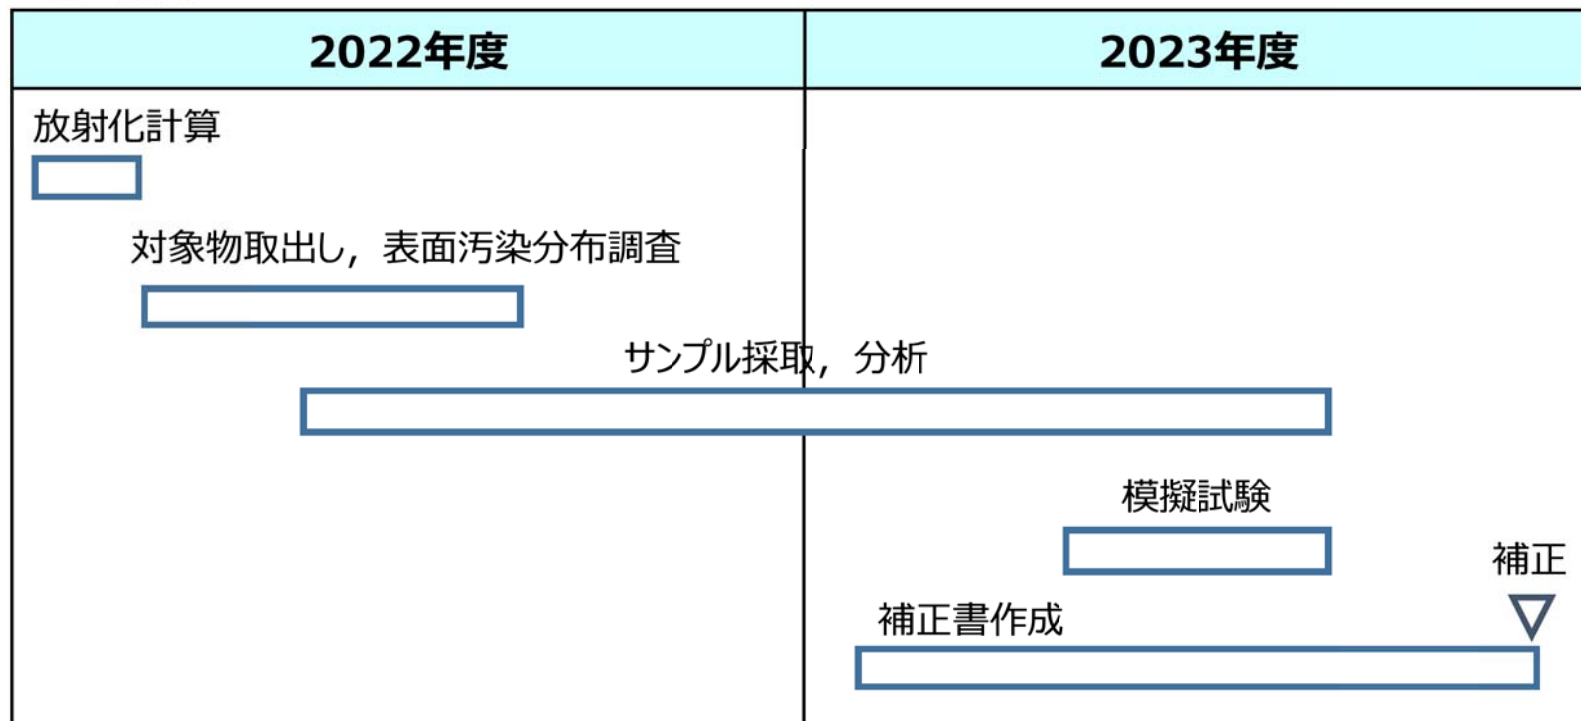 2022年度
2023年度
放射化計算
対象物取出し，表面汚染分布調査
サンプル採取，分析
模擬試験
補正
補正書作成